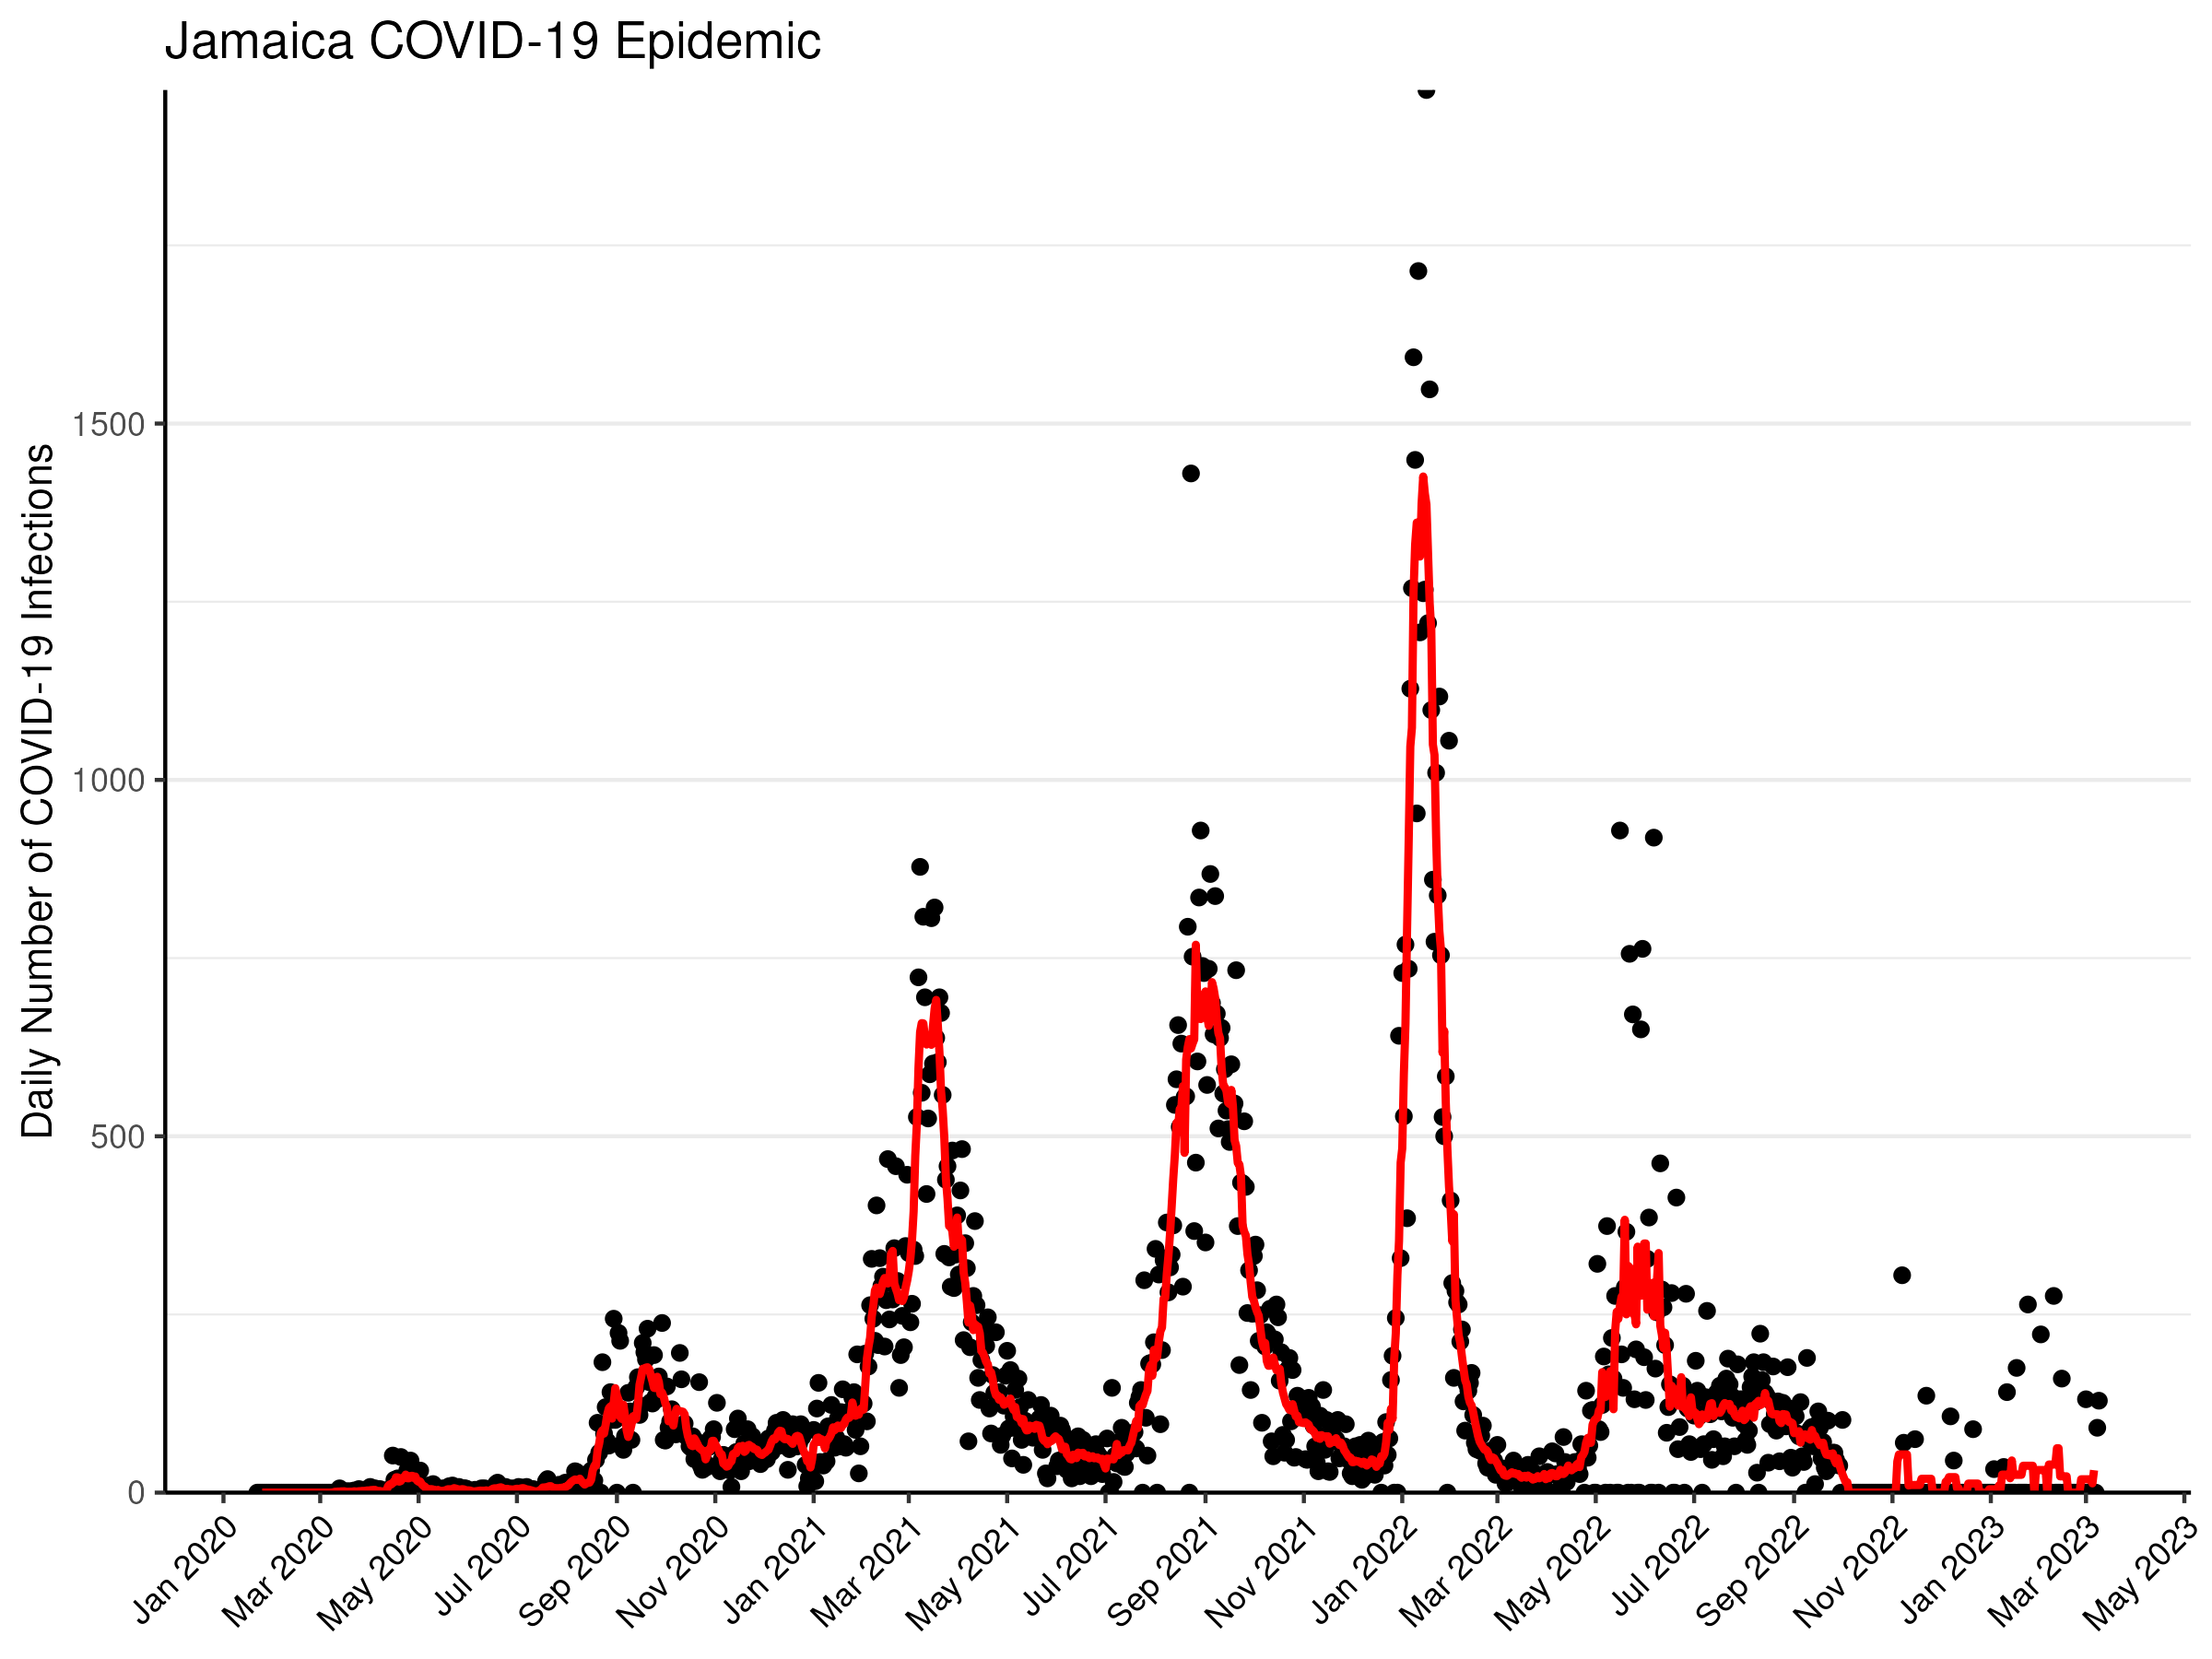 Jamaica COVID-19 Epidemic
Daily Number of COVID-19 Infections
1500
1000
500
0
Jan 2020
Mar 2020
May 2020
Jul 2020
Sep 2020
Nov 2020
Jan 2021
Mar 2021
May 2021
Jul 2021
Sep 2021
Nov 2021
Jan 2022
Mar 2022
May 2022
Jul 2022
Sep 2022
Nov 2022
Jan 2023
Mar 2023
May 2023